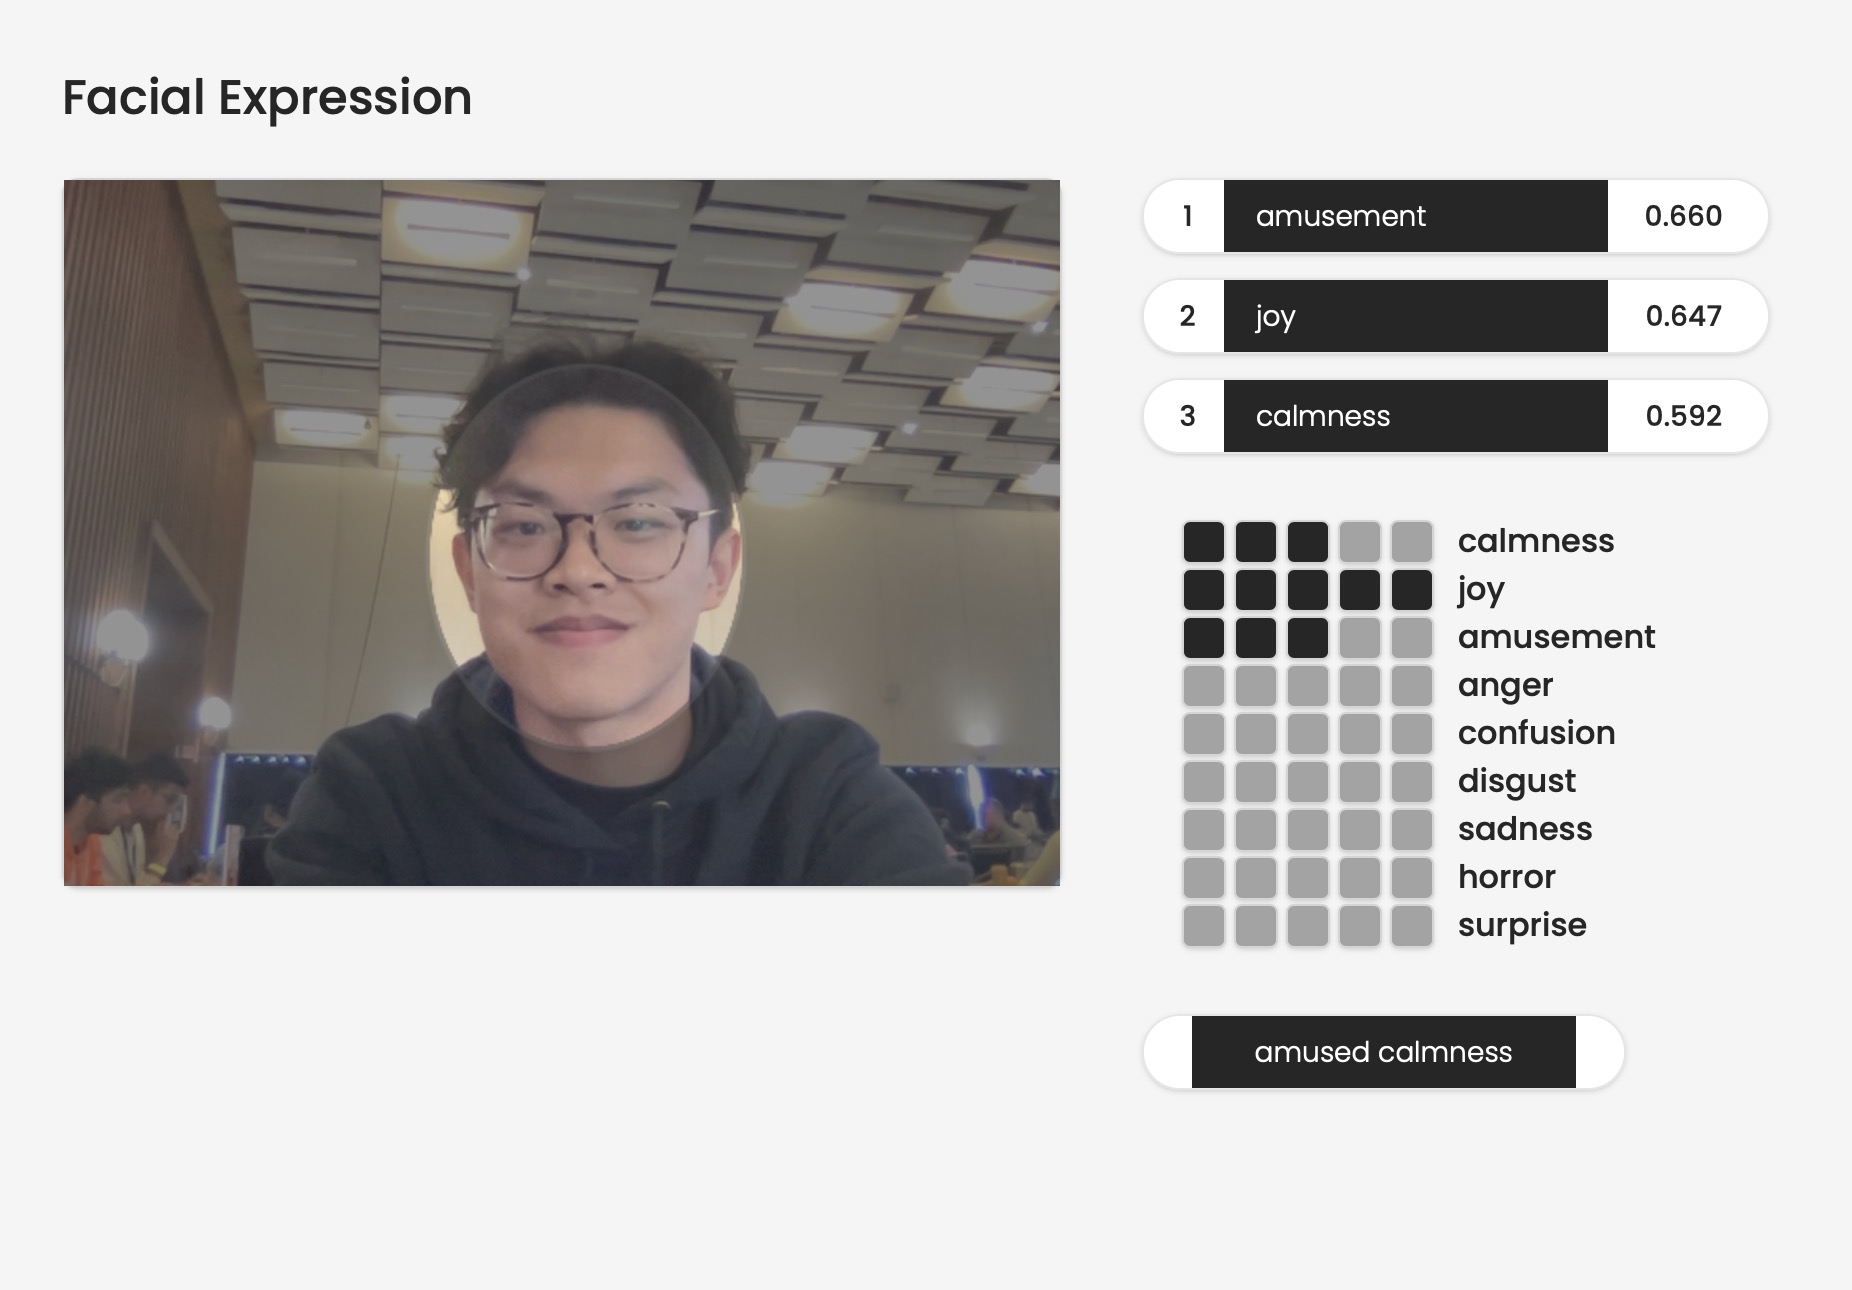 Facial Expression
1 amusement 0.660
2 joy 0.647
3 calmness 0.592
calmness
joy
amusement
anger
confusion
disgust
sadness
horror
surprise
amused calmness